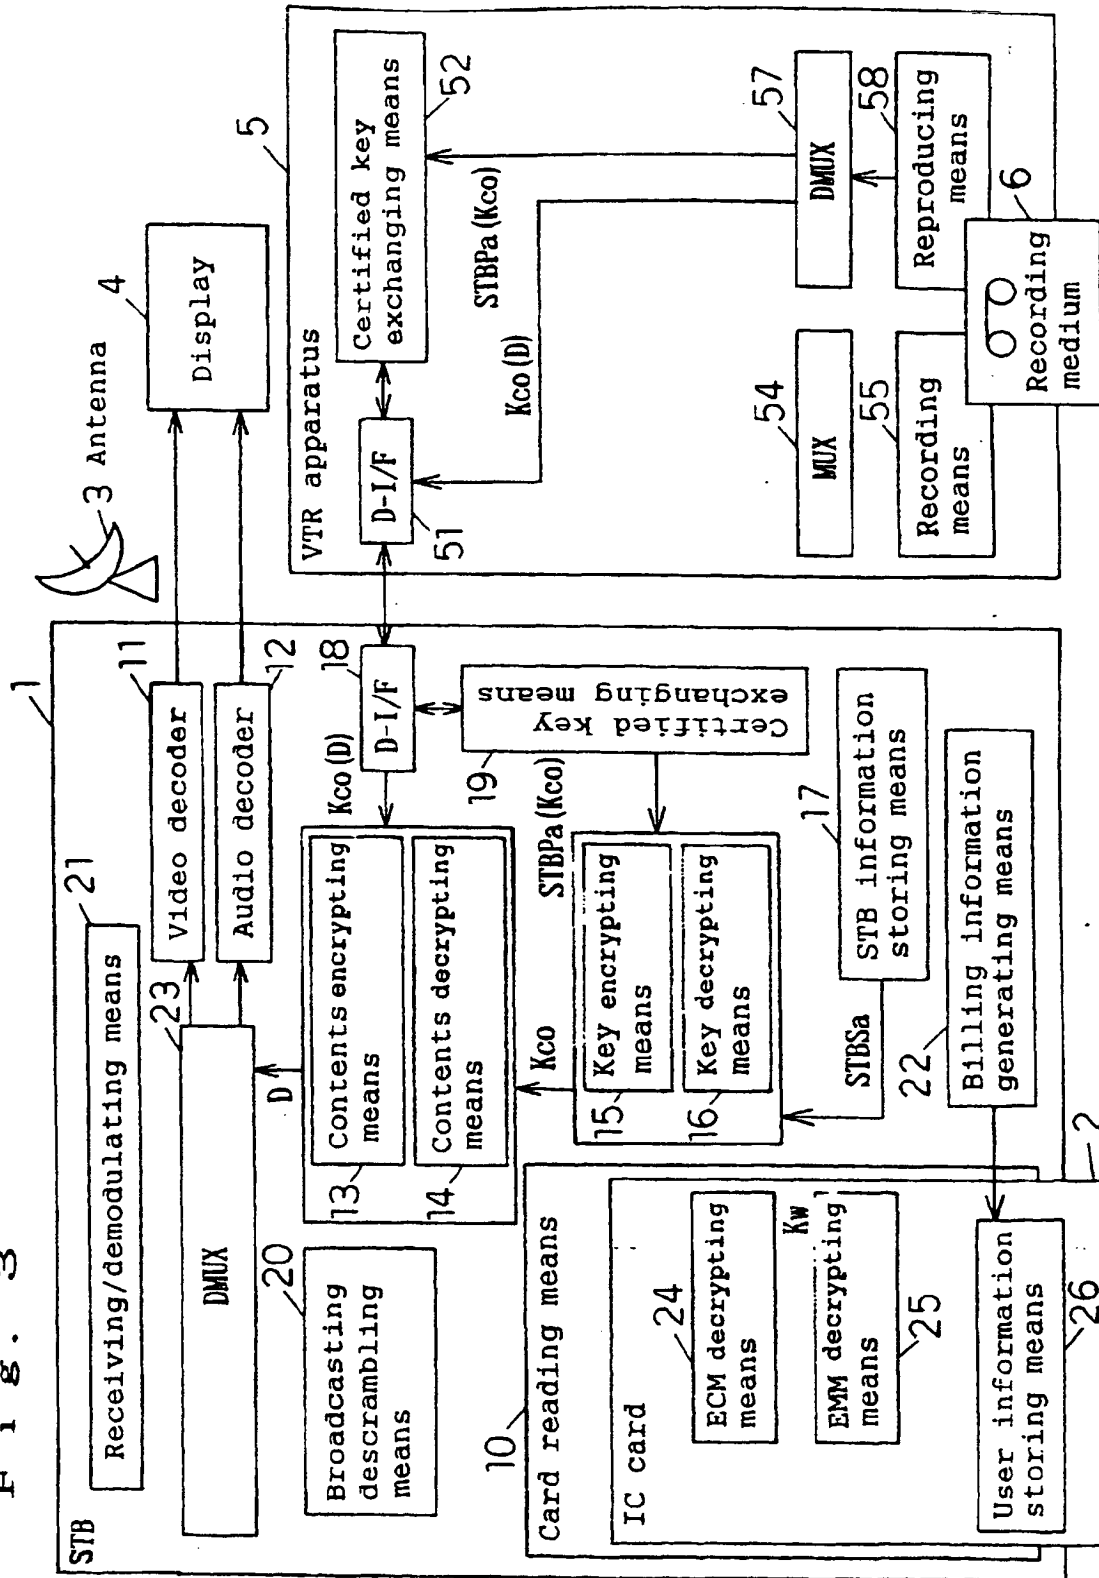 Fig. 3
1
STB
21
Receiving/demodulating means
23
DMUX
11
Video decoder
12
Audio decoder
3 Antenna
4
Display
20
Broadcasting
descrambling
means
D
13
Contents encrypting
means
14
Contents decrypting
means
Kco(D)
18
D-I/F
19
Certified key
exchanging means
STBPa(Kco)
Kco
15
Key encrypting
means
16
Key decrypting
means
STBSa
17
STB information
storing means
22
Billing information
generating means
10
Card reading means
2
IC card
24
ECM decrypting
means
Kw
EMM decrypting
means
25
User information
storing means
26
5
VTR apparatus
51
D-I/F
52
Certified key
exchanging means
STBPa(Kco)
Kco(D)
54
MUX
57
DMUX
55
Recording
means
58
Reproducing
means
6
Recording
medium